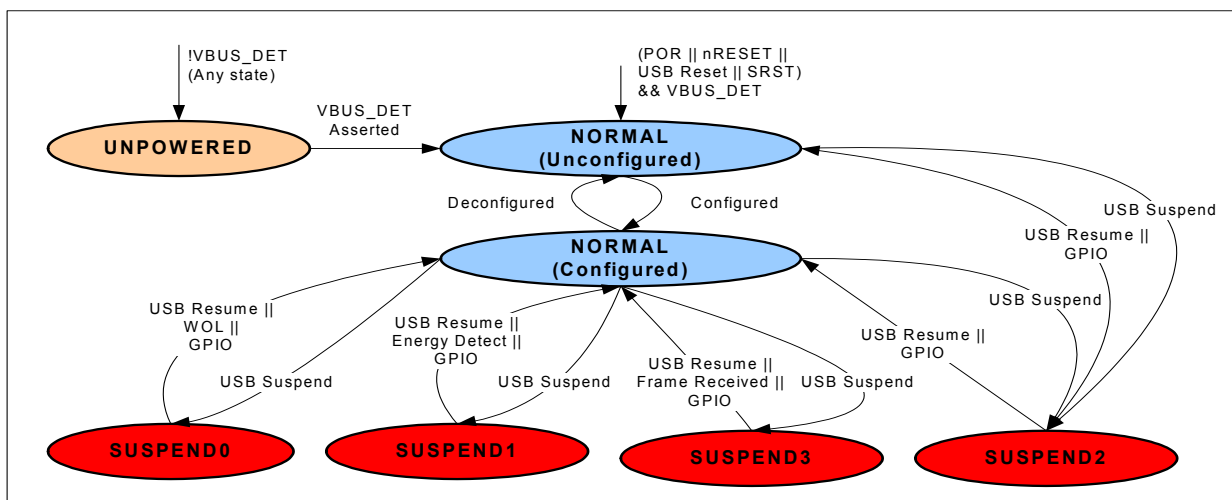 !VBUS_DET
(Any state)
(POR || nRESET ||
USB Reset || SRST)
&& VBUS_DET
VBUS_DET
Asserted
UNPOWERED
NORMAL
(Unconfigured)
Deconfigured
Configured
USB Suspend
USB Resume ||
GPIO
NORMAL
(Configured)
USB Resume ||
WOL ||
GPIO
USB Suspend
USB Resume ||
Energy Detect ||
GPIO
USB Suspend
USB Resume ||
Frame Received ||
GPIO
USB Suspend
USB Resume ||
GPIO
USB Suspend
SUSPEND0
SUSPEND1
SUSPEND3
SUSPEND2